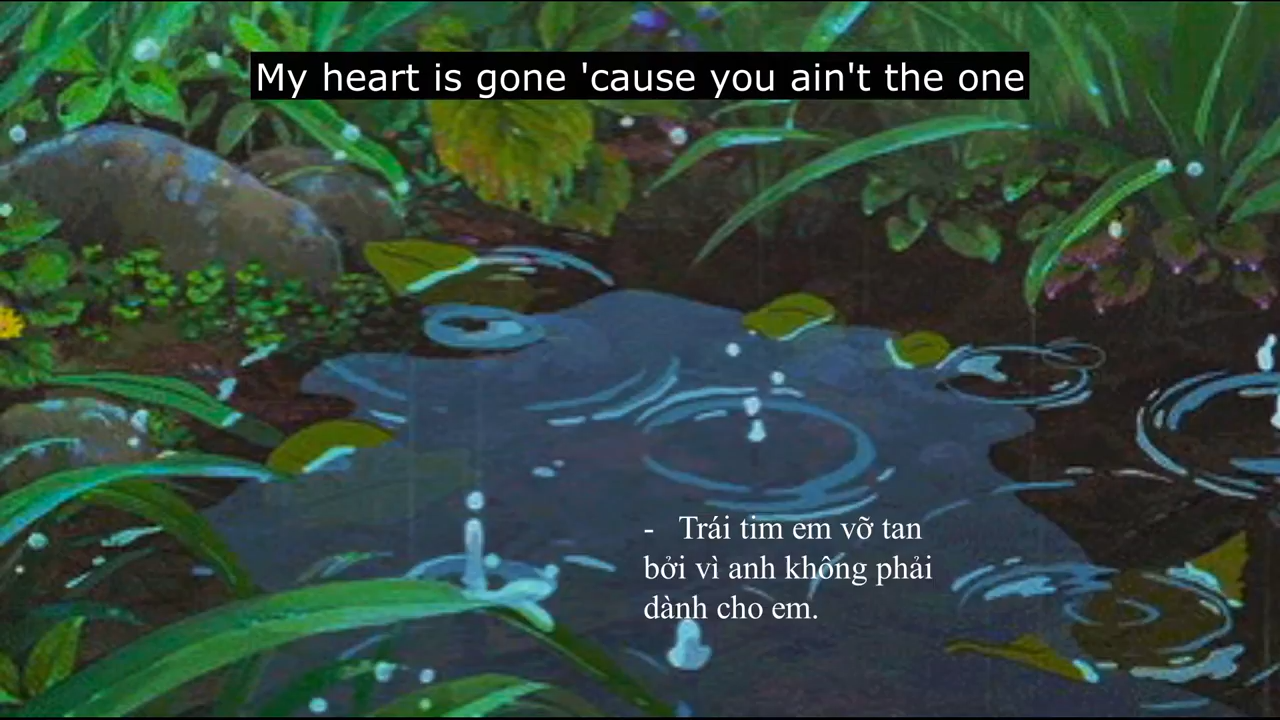 My heart is gone 'cause you ain't the one
- Trái tim em vỡ tan
bởi vì anh không phải
dành cho em.